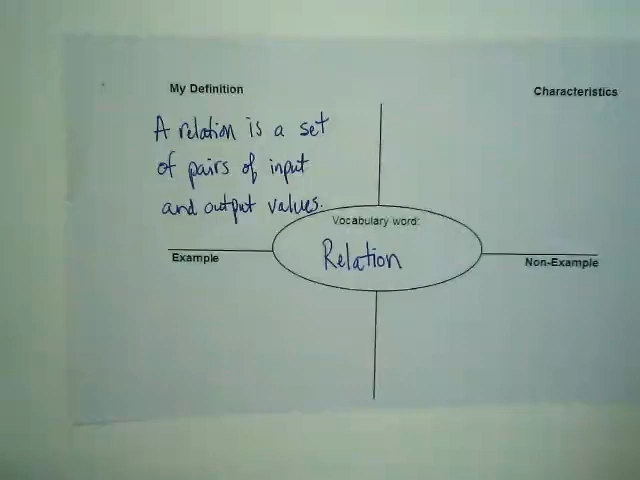 My Definition
Characteristics
A relation is a set
of pairs of input
and output values.
Vocabulary word:
Relation
Example
Non-Example